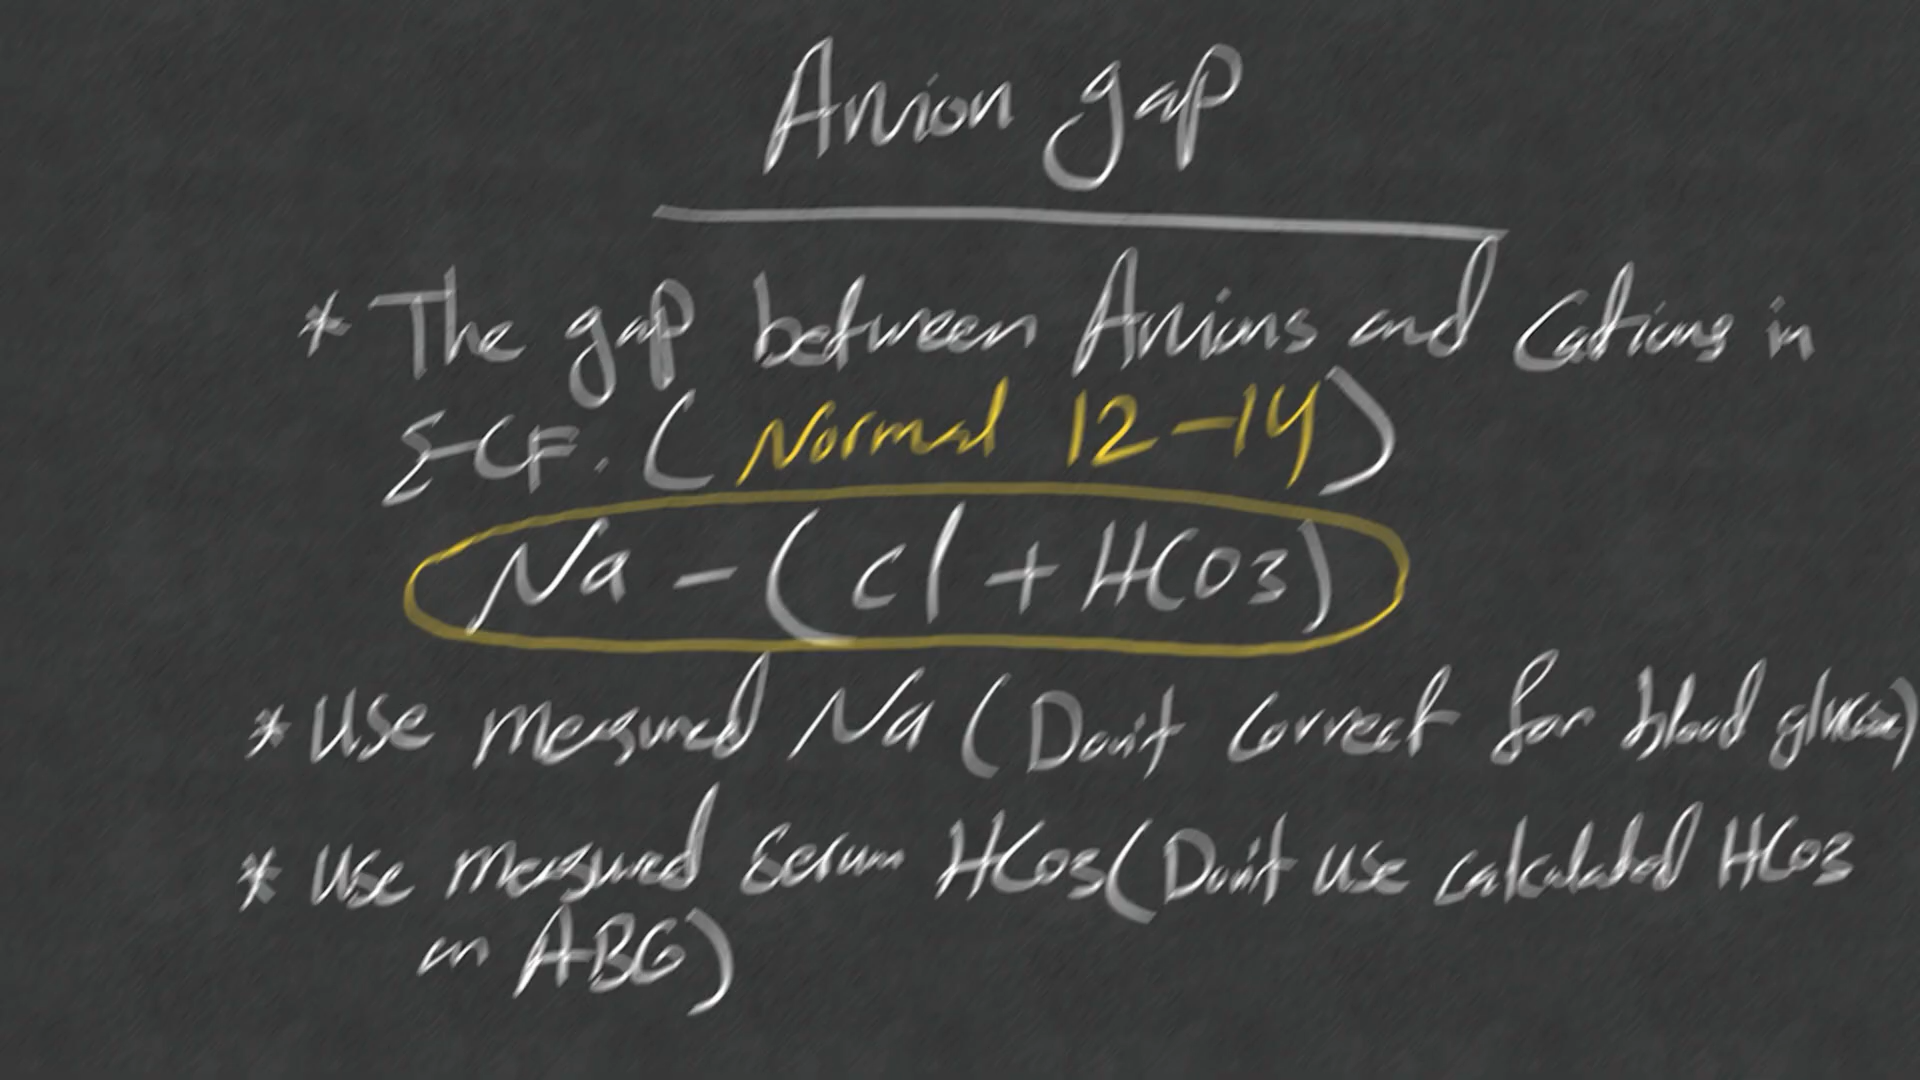 Anion gap
* The gap between Anions and Cations in
ECF. (Normal 12-14)
Na - (Cl + HCO3)
* Use measured Na (Don't correct for blood glucose)
* Use measured serum HCO3 (Don't use calculated HCO3
in ABG)